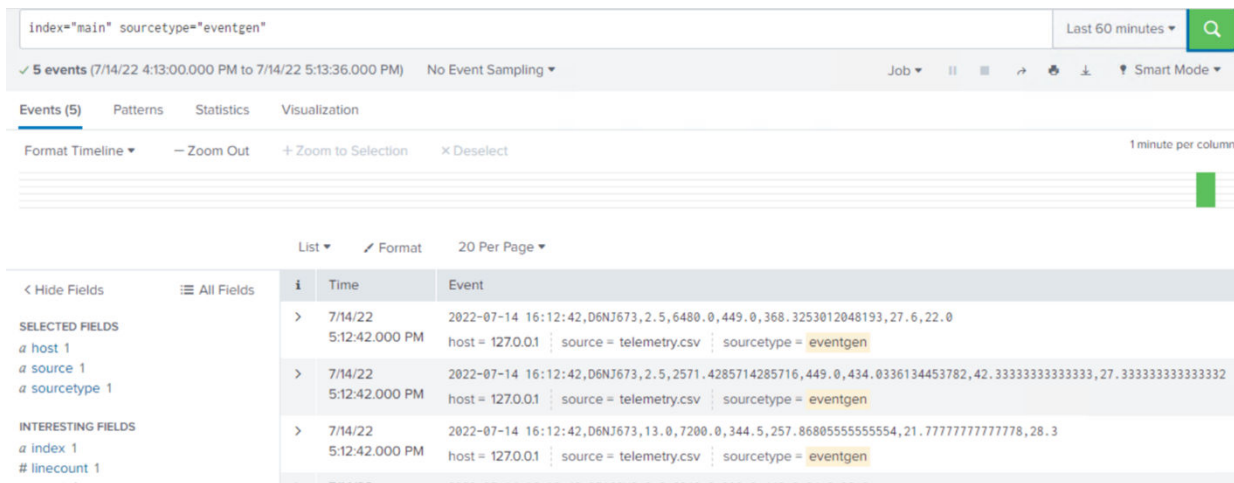 index="main" sourcetype="eventgen"
Last 60 minutes
5 events (7/14/22 4:13:00.000 PM to 7/14/22 5:13:36.000 PM) No Event Sampling
Job Smart Mode
Events (5) Patterns Statistics Visualization
Format Timeline — Zoom Out + Zoom to Selection × Deselect
1 minute per column
List Format 20 Per Page
< Hide Fields All Fields
SELECTED FIELDS
a host 1
a source 1
a sourcetype 1
INTERESTING FIELDS
a index 1
# linecount 1
i Time Event
> 7/14/22 5:12:42.000 PM
2022-07-14 16:12:42,D6NJ673,2.5,6480.0,449.0,368.3253012048193,27.6,22.0
host = 127.0.0.1 source = telemetry.csv sourcetype = eventgen
> 7/14/22 5:12:42.000 PM
2022-07-14 16:12:42,D6NJ673,2.5,2571.4285714285716,449.0,434.0336134453782,42.33333333333333,27.333333333333332
host = 127.0.0.1 source = telemetry.csv sourcetype = eventgen
> 7/14/22 5:12:42.000 PM
2022-07-14 16:12:42,D6NJ673,13.0,7200.0,344.5,257.86805555555554,21.77777777777778,28.3
host = 127.0.0.1 source = telemetry.csv sourcetype = eventgen